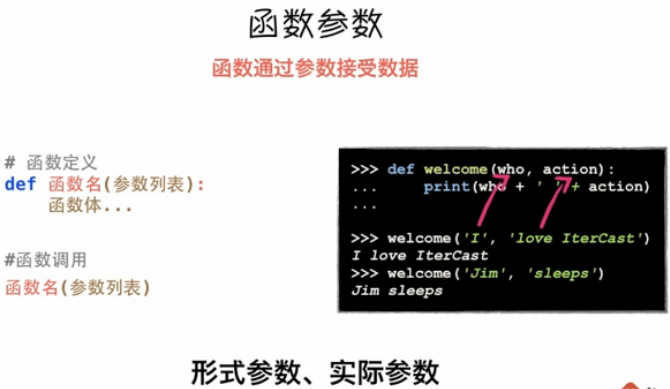 函数参数
函数通过参数接受数据
# 函数定义
def 函数名(参数列表):
函数体...
#函数调用
函数名(参数列表)
>>> def welcome(who, action):
... print(who + ' ' + action)
...
>>> welcome('I', 'love IterCast')
I love IterCast
>>> welcome('Jim', 'sleeps')
Jim sleeps
形式参数、实际参数